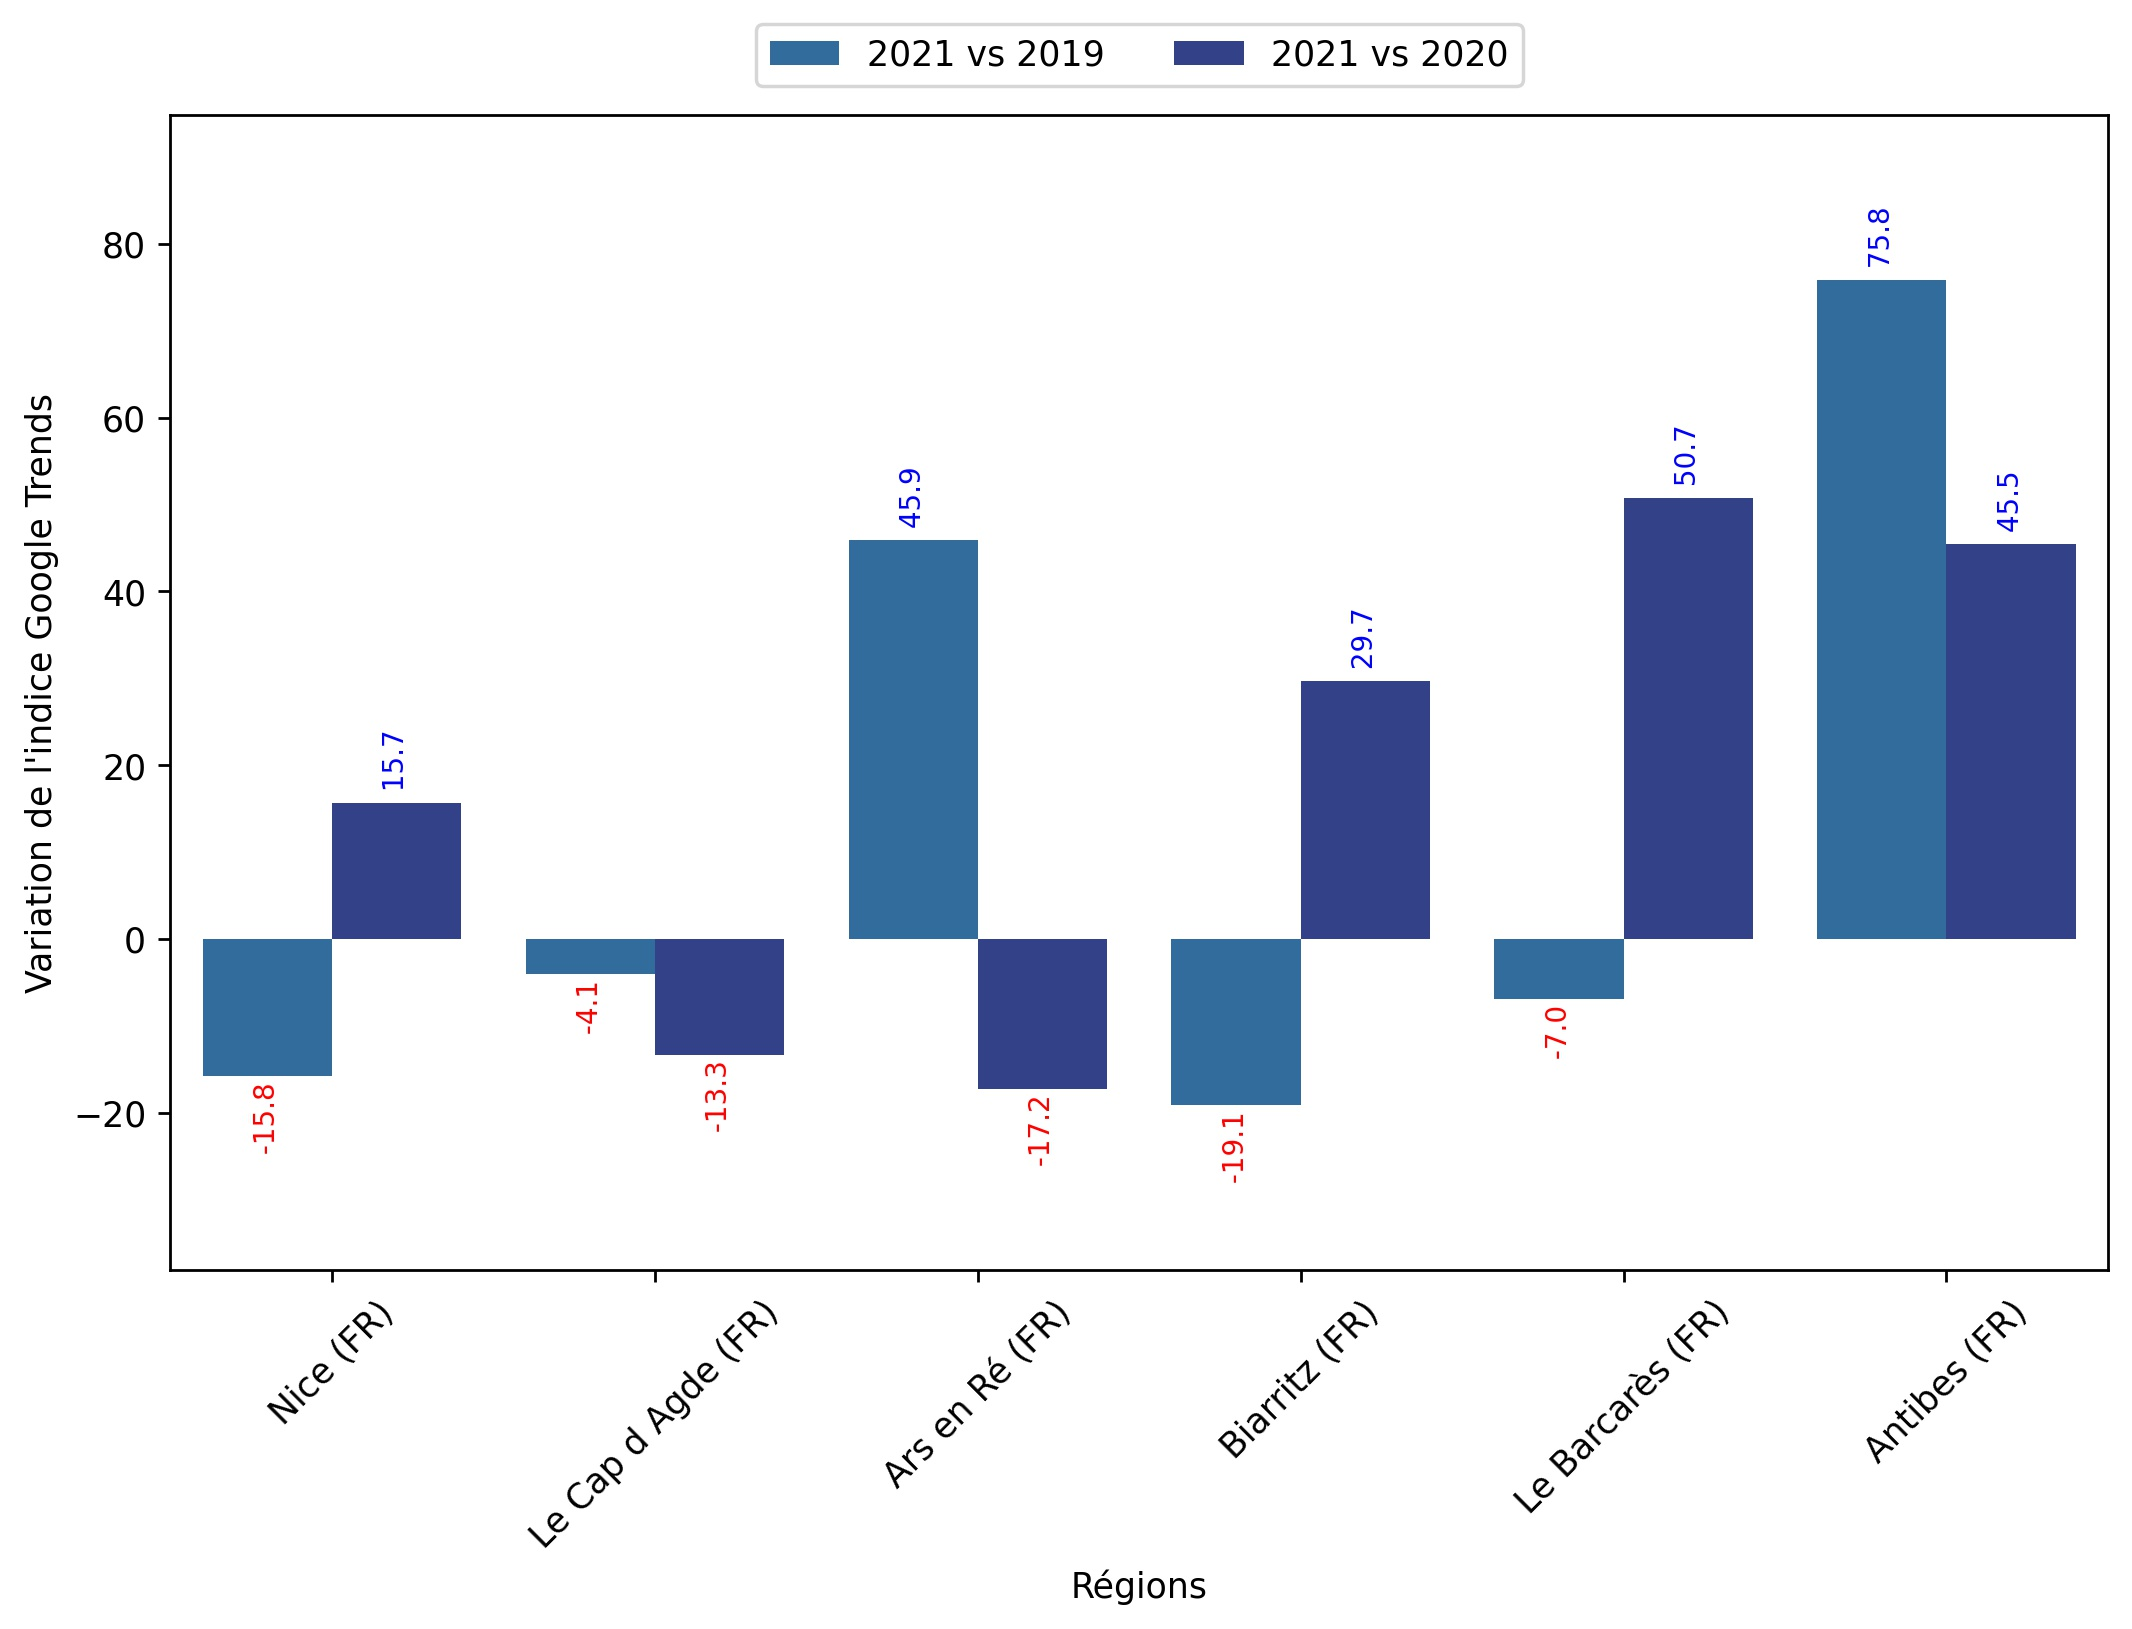 2021 vs 2019
2021 vs 2020
Variation de l'indice Google Trends
80
60
40
20
0
−20
-15.8
15.7
-4.1
-13.3
45.9
-17.2
-19.1
29.7
-7.0
50.7
75.8
45.5
Nice (FR)
Le Cap d Agde (FR)
Ars en Ré (FR)
Biarritz (FR)
Le Barcarès (FR)
Antibes (FR)
Régions